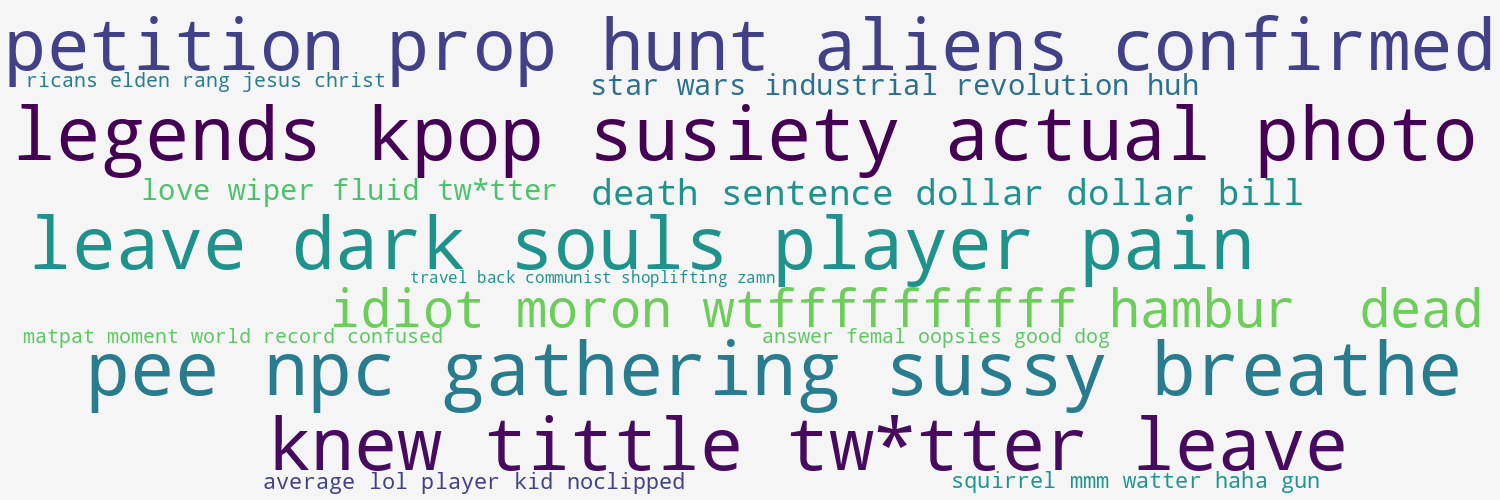 petition prop hunt aliens confirmed
ricans elden rang jesus christ
star wars industrial revolution huh
legends kpop susiety actual photo
love wiper fluid tw*tter
death sentence dollar dollar bill
leave dark souls player pain
travel back communist shoplifting zamn
idiot moron wtffffffffff hambur dead
matpat moment world record confused
answer femal oopsies good dog
pee npc gathering sussy breathe
knew tittle tw*tter leave
average lol player kid noclipped
squirrel mmm watter haha gun